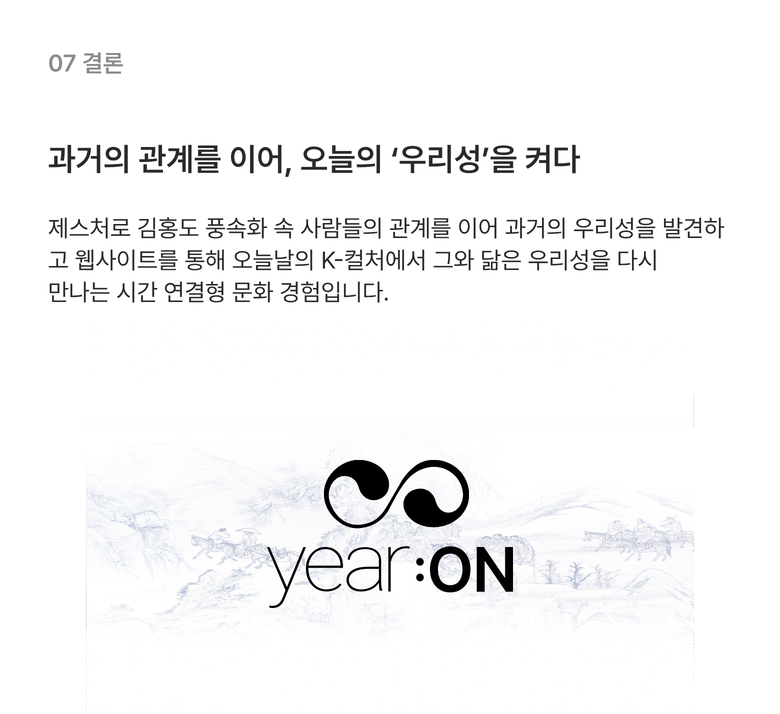 07 결론
과거의 관계를 이어, 오늘의 ‘우리성’을 켜다
제스처로 김홍도 풍속화 속 사람들의 관계를 이어 과거의 우리성을 발견하
고 웹사이트를 통해 오늘날의 K-컬처에서 그와 닮은 우리성을 다시
만나는 시간 연결형 문화 경험입니다.
year:ON